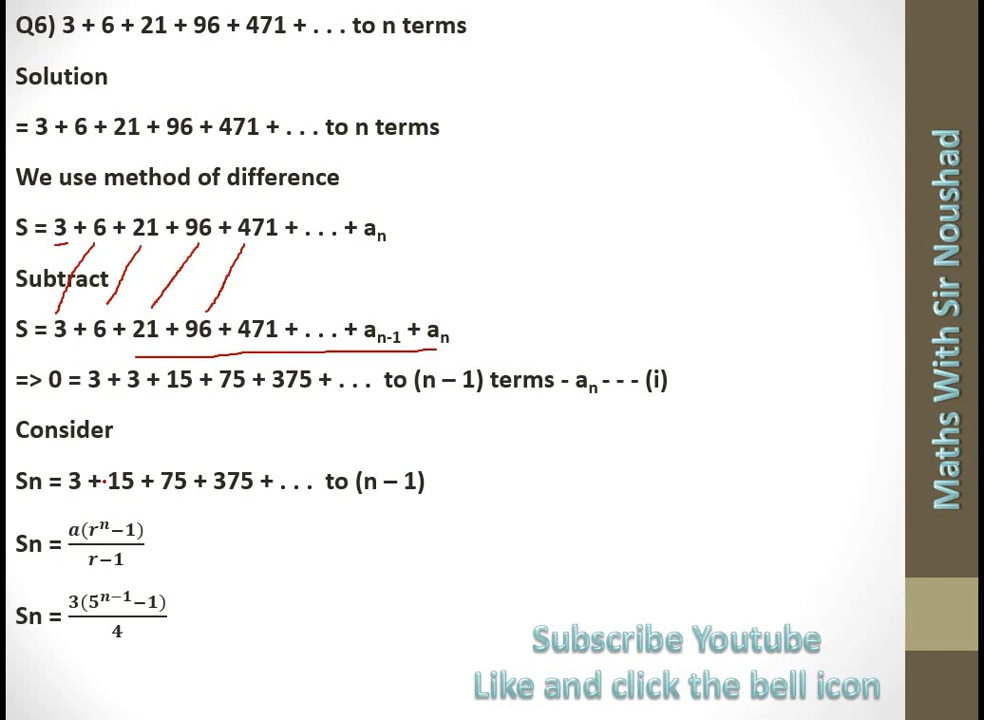 Q6) 3 + 6 + 21 + 96 + 471 + . . . to n terms
Solution
= 3 + 6 + 21 + 96 + 471 + . . . to n terms
We use method of difference
S = 3 + 6 + 21 + 96 + 471 + . . . + aₙ
Subtract
S = 3 + 6 + 21 + 96 + 471 + . . . + aₙ₋₁ + aₙ
=> 0 = 3 + 3 + 15 + 75 + 375 + . . . to (n – 1) terms - aₙ - - - (i)
Consider
Sn = 3 + 15 + 75 + 375 + . . . to (n – 1)
Sn = a(rⁿ−1)/r−1
Sn = 3(5ⁿ⁻¹−1)/4
Subscribe Youtube
Like and click the bell icon
Maths With Sir Noushad